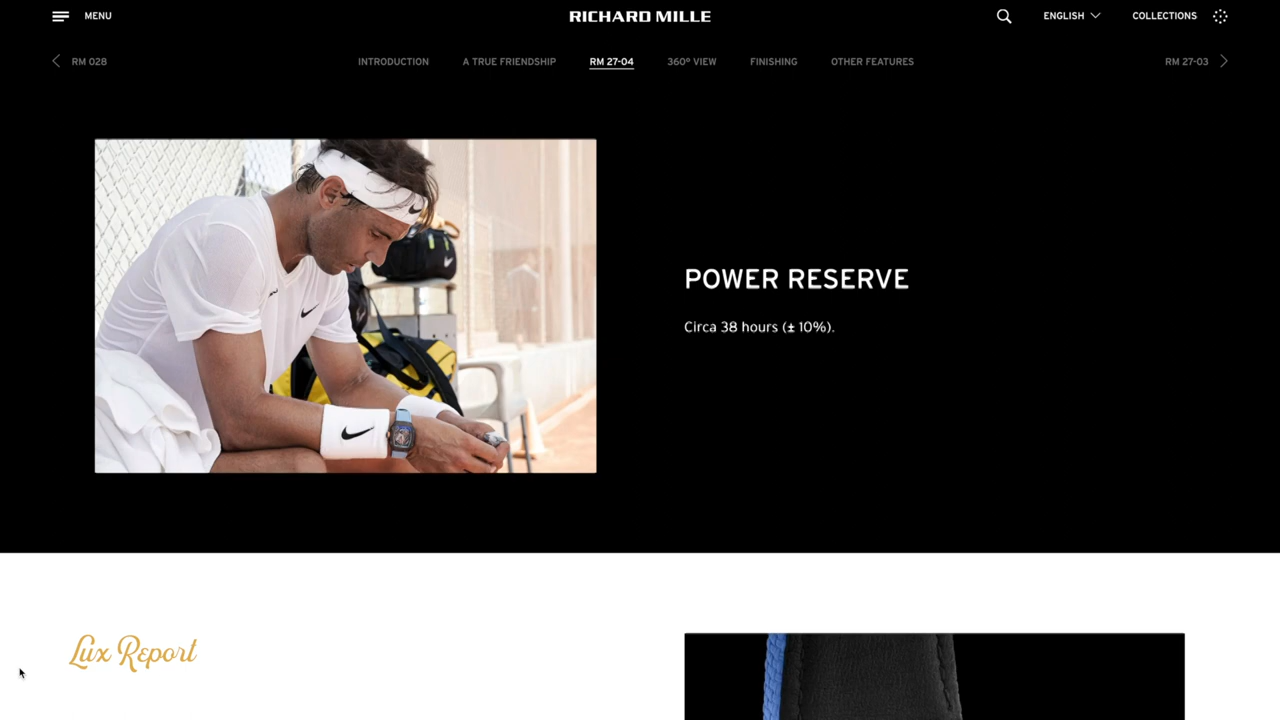 MENU
RICHARD MILLE
ENGLISH
COLLECTIONS
RM 028
INTRODUCTION
A TRUE FRIENDSHIP
RM 27-04
360° VIEW
FINISHING
OTHER FEATURES
RM 27-03
POWER RESERVE
Circa 38 hours (± 10%).
Lux Report